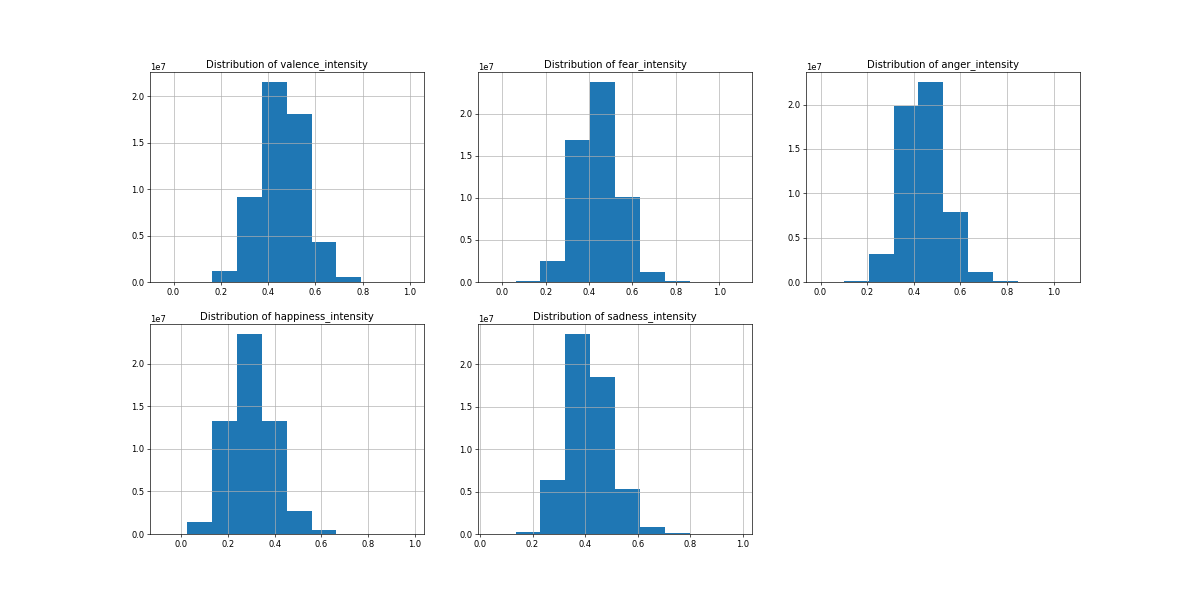 Distribution of valence_intensity
1e7
2.0
1.5
1.0
0.5
0.0
0.0 0.2 0.4 0.6 0.8 1.0
Distribution of fear_intensity
1e7
2.0
1.5
1.0
0.5
0.0
0.0 0.2 0.4 0.6 0.8 1.0
Distribution of anger_intensity
1e7
2.0
1.5
1.0
0.5
0.0
0.0 0.2 0.4 0.6 0.8 1.0
Distribution of happiness_intensity
1e7
2.0
1.5
1.0
0.5
0.0
0.0 0.2 0.4 0.6 0.8 1.0
Distribution of sadness_intensity
1e7
2.0
1.5
1.0
0.5
0.0
0.0 0.2 0.4 0.6 0.8 1.0